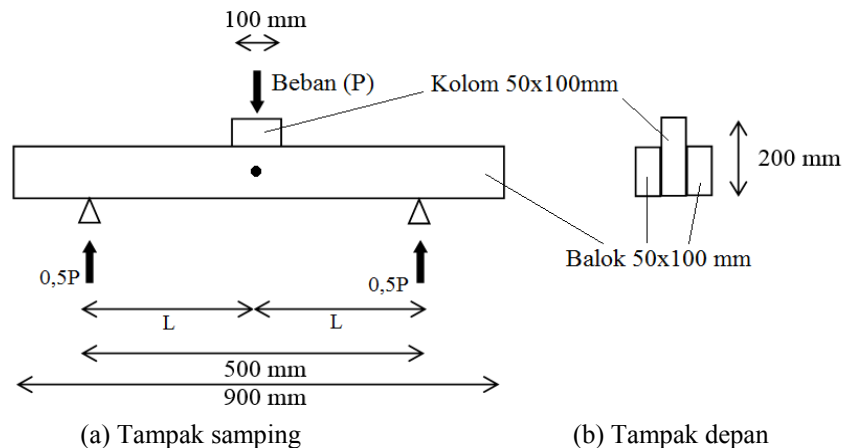 100 mm
Beban (P)
Kolom 50x100mm
200 mm
Balok 50x100 mm
0,5P
0,5P
L
L
500 mm
900 mm
(a) Tampak samping
(b) Tampak depan